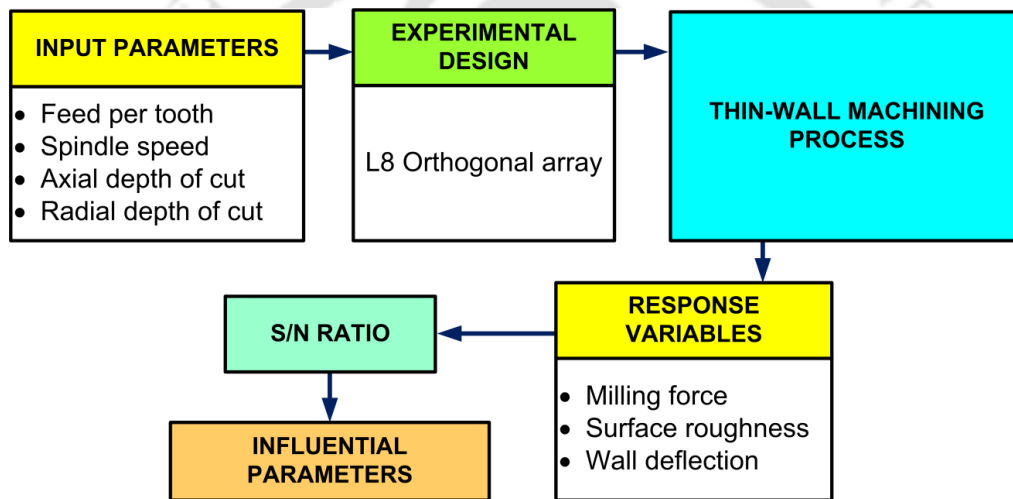 INPUT PARAMETERS
• Feed per tooth
• Spindle speed
• Axial depth of cut
• Radial depth of cut
EXPERIMENTAL
DESIGN
L8 Orthogonal array
THIN-WALL MACHINING
PROCESS
RESPONSE
VARIABLES
• Milling force
• Surface roughness
• Wall deflection
S/N RATIO
INFLUENTIAL
PARAMETERS